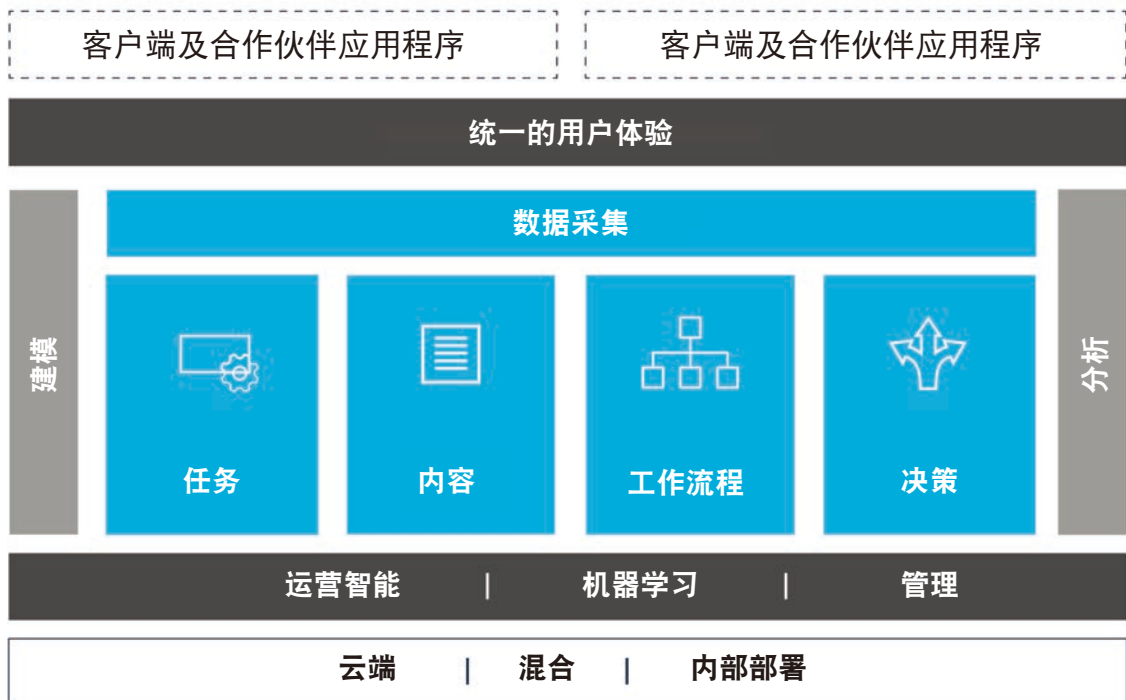 客户端及合作伙伴应用程序
客户端及合作伙伴应用程序
统一的用户体验
建模
数据采集
任务
内容
工作流程
决策
分析
运营智能 | 机器学习 | 管理
云端 | 混合 | 内部部署